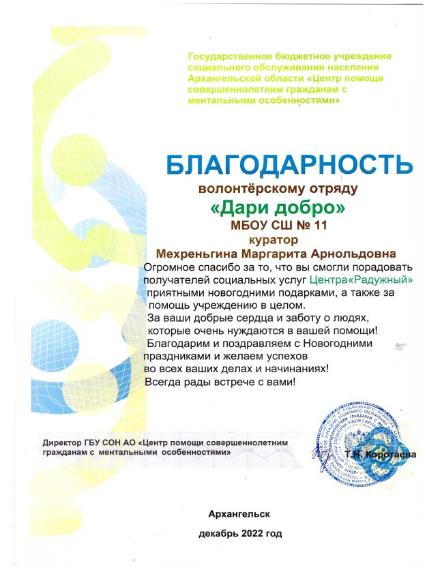 Государственное бюджетное учреждение
социального обслуживания населения
Архангельской области «Центр помощи
совершеннолетним гражданам с
ментальными особенностями»
БЛАГОДАРНОСТЬ
волонтёрскому отряду
«Дари добро»
МБОУ СШ № 11
куратор
Мехреньгина Маргарита Арнольдовна
Огромное спасибо за то, что вы смогли порадовать
получателей социальных услуг Центра«Радужный»
приятными новогодними подарками, а также за
помощь учреждению в целом.
За ваши добрые сердца и заботу о людях,
которые очень нуждаются в вашей помощи!
Благодарим и поздравляем с Новогодними
праздниками и желаем успехов
во всех ваших делах и начинаниях!
Всегда рады встрече с вами!
Директор ГБУ СОН АО «Центр помощи совершеннолетним
гражданам с ментальными особенностями»
Т.Н. Коротаева
Архангельск
декабрь 2022 год